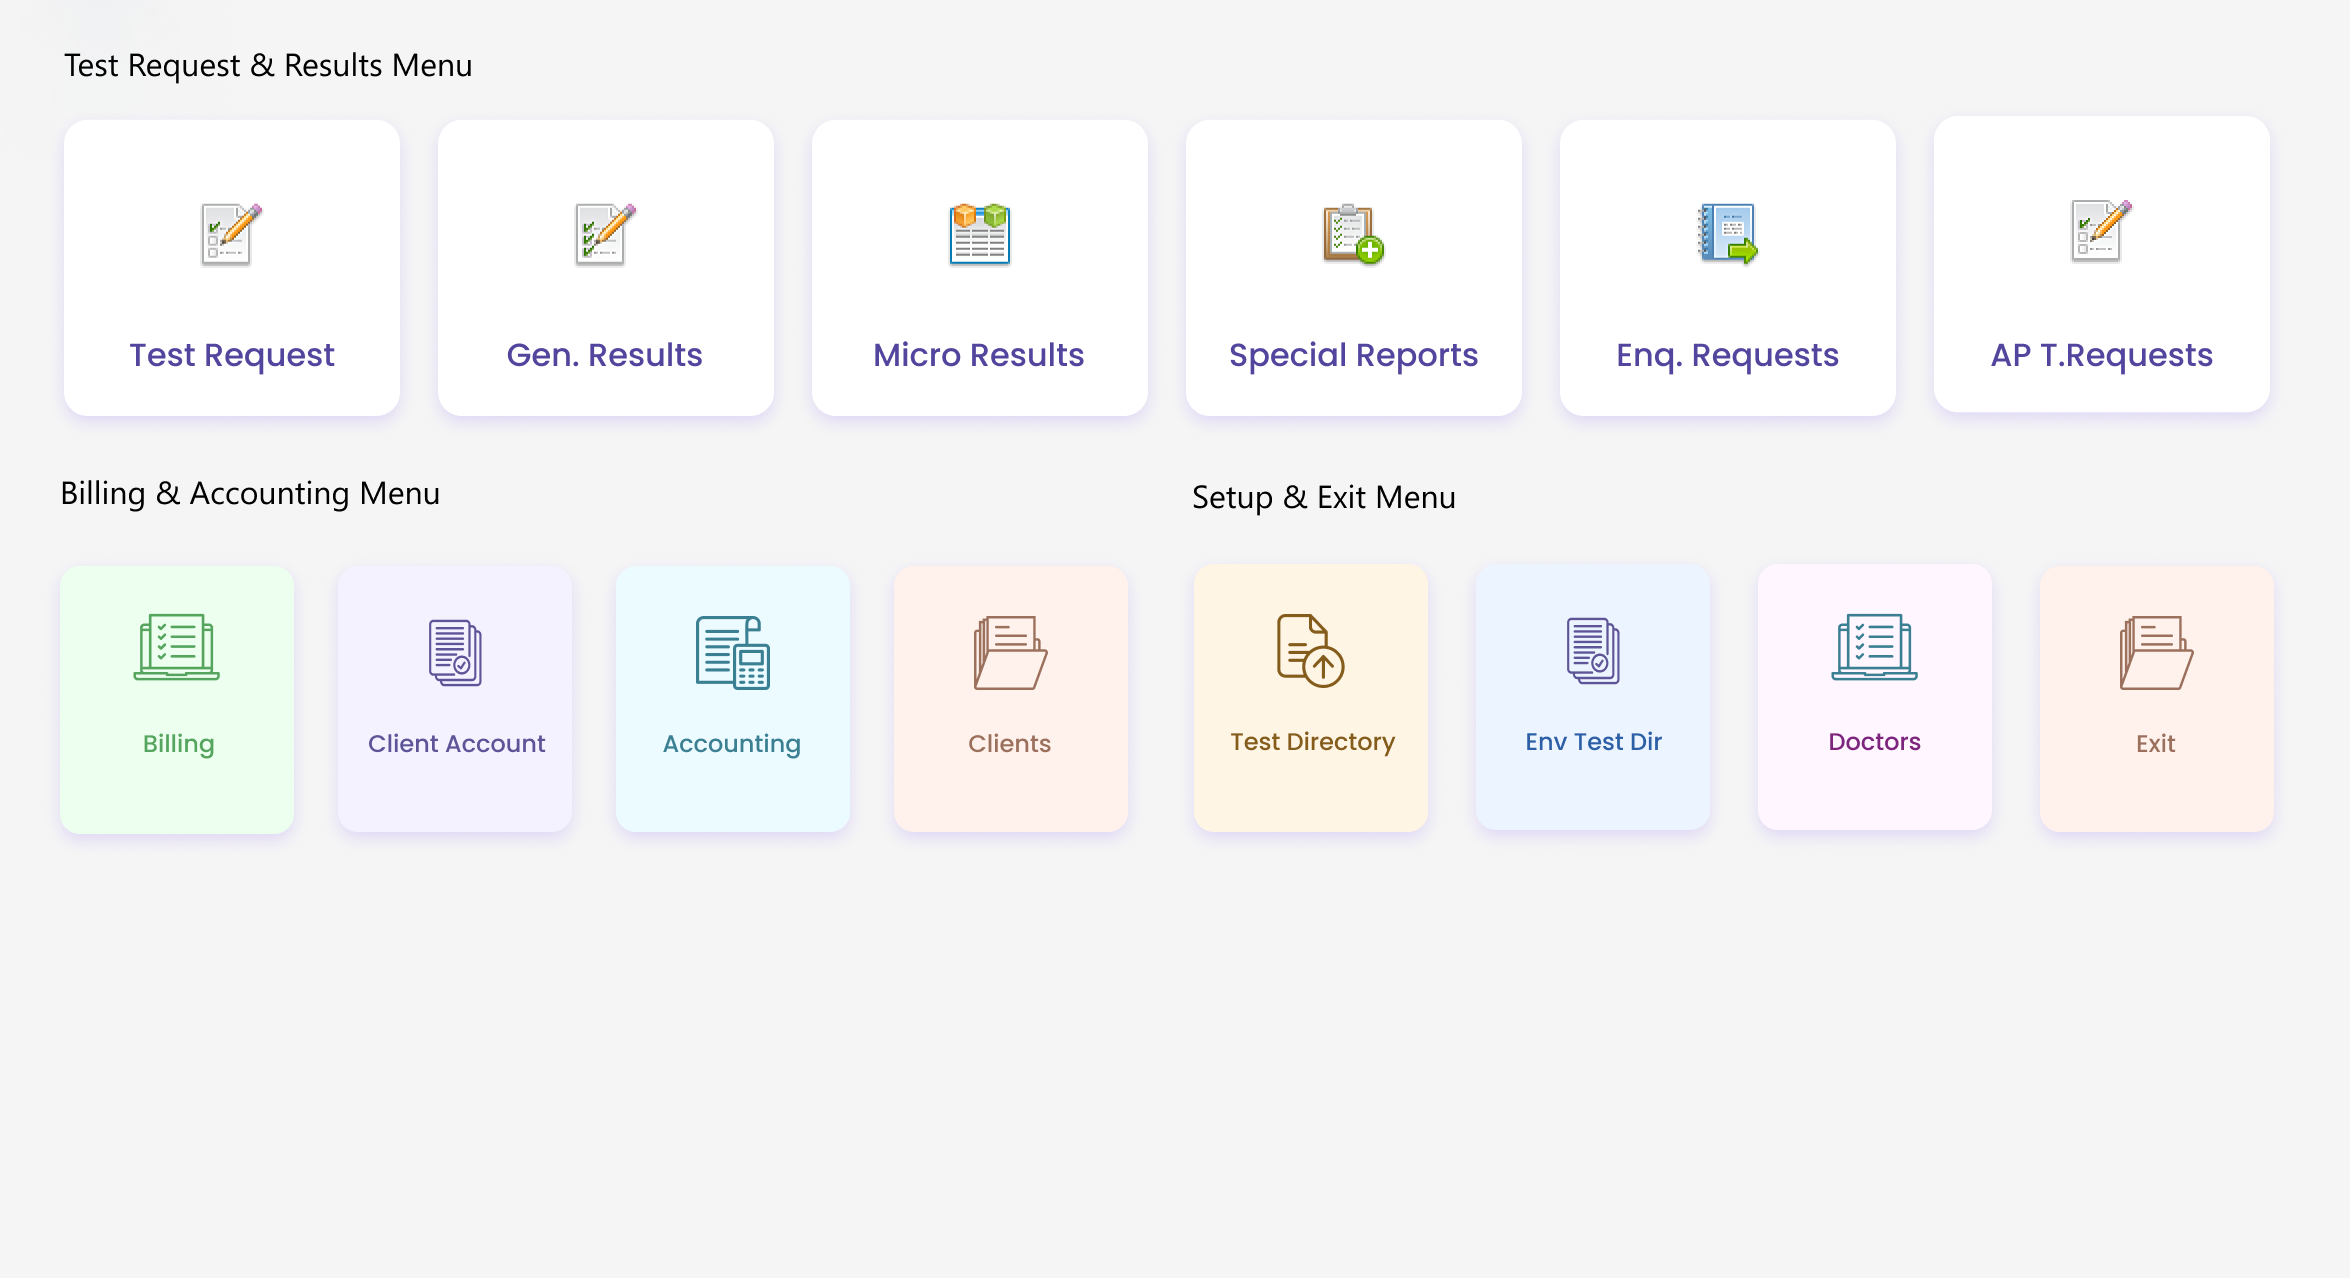 Test Request & Results Menu
Test Request
Gen. Results
Micro Results
Special Reports
Enq. Requests
AP T.Requests
Billing & Accounting Menu
Billing
Client Account
Accounting
Clients
Setup & Exit Menu
Test Directory
Env Test Dir
Doctors
Exit